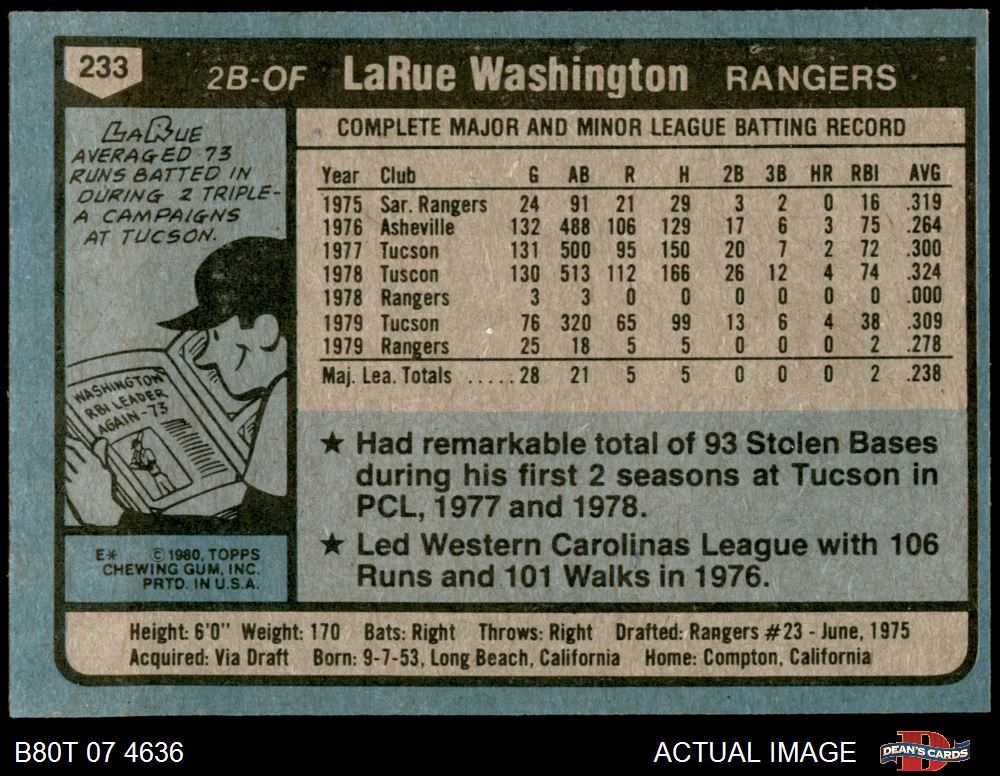 233
2B-OF LaRue Washington RANGERS
LaRUE
AVERAGED 73
RUNS BATTED IN
DURING 2 TRIPLE-
A CAMPAIGNS
AT TUCSON.
WASHINGTON
RBI LEADER
AGAIN-73
E* © 1980, TOPPS
CHEWING GUM, INC.
PRTD. IN U.S.A.
COMPLETE MAJOR AND MINOR LEAGUE BATTING RECORD
Year Club G AB R H 2B 3B HR RBI AVG
1975 Sar. Rangers 24 91 21 29 3 2 0 16 .319
1976 Asheville 132 488 106 129 17 6 3 75 .264
1977 Tucson 131 500 95 150 20 7 2 72 .300
1978 Tuscon 130 513 112 166 26 12 4 74 .324
1978 Rangers 3 3 0 0 0 0 0 0 .000
1979 Tucson 76 320 65 99 13 6 4 38 .309
1979 Rangers 25 18 5 5 0 0 0 2 .278
Maj. Lea. Totals .....28 21 5 5 0 0 0 2 .238
★ Had remarkable total of 93 Stolen Bases
during his first 2 seasons at Tucson in
PCL, 1977 and 1978.
★ Led Western Carolinas League with 106
Runs and 101 Walks in 1976.
Height: 6'0" Weight: 170 Bats: Right Throws: Right Drafted: Rangers #23 - June, 1975
Acquired: Via Draft Born: 9-7-53, Long Beach, California Home: Compton, California
B80T 07 4636
ACTUAL IMAGE
DEAN'S CARDS